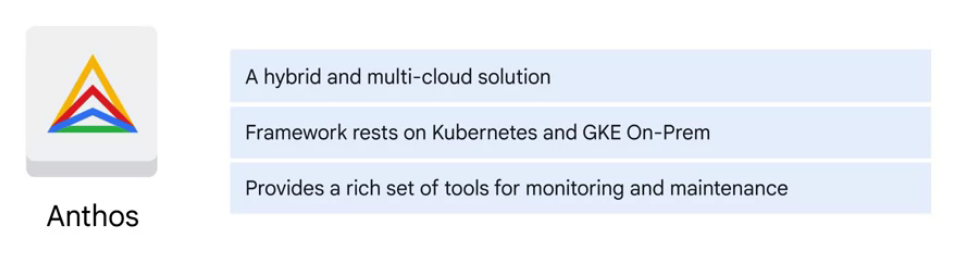 A hybrid and multi-cloud solution
Framework rests on Kubernetes and GKE On-Prem
Provides a rich set of tools for monitoring and maintenance
Anthos